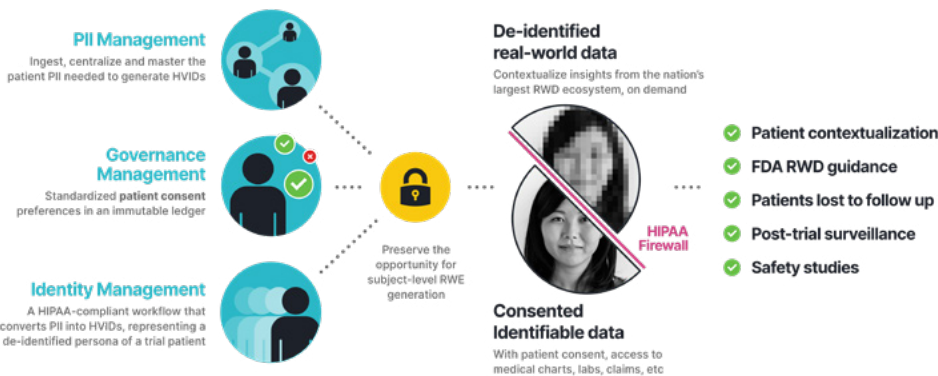 PII Management
Ingest, centralize and master the
patient PII needed to generate HVIDs
Governance
Management
Standardized patient consent
preferences in an immutable ledger
Identity Management
A HIPAA-compliant workflow that
converts PII into HVIDs, representing a
de-identified persona of a trial patient
Preserve the
opportunity for
subject-level RWE
generation
De-identified
real-world data
Contextualize insights from the nation's
largest RWD ecosystem, on demand
HIPAA
Firewall
Consented
Identifiable data
With patient consent, access to
medical charts, labs, claims, etc
Patient contextualization
FDA RWD guidance
Patients lost to follow up
Post-trial surveillance
Safety studies